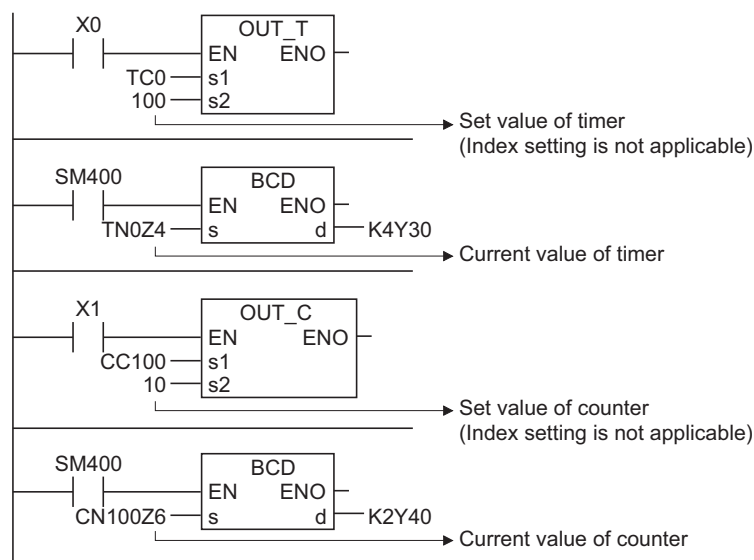 X0
OUT_T
EN ENO
TC0 s1
100 s2
Set value of timer
(Index setting is not applicable)
SM400
BCD
EN ENO
TN0Z4 s d K4Y30
Current value of timer
X1
OUT_C
EN ENO
CC100 s1
10 s2
Set value of counter
(Index setting is not applicable)
SM400
BCD
EN ENO
CN100Z6 s d K2Y40
Current value of counter